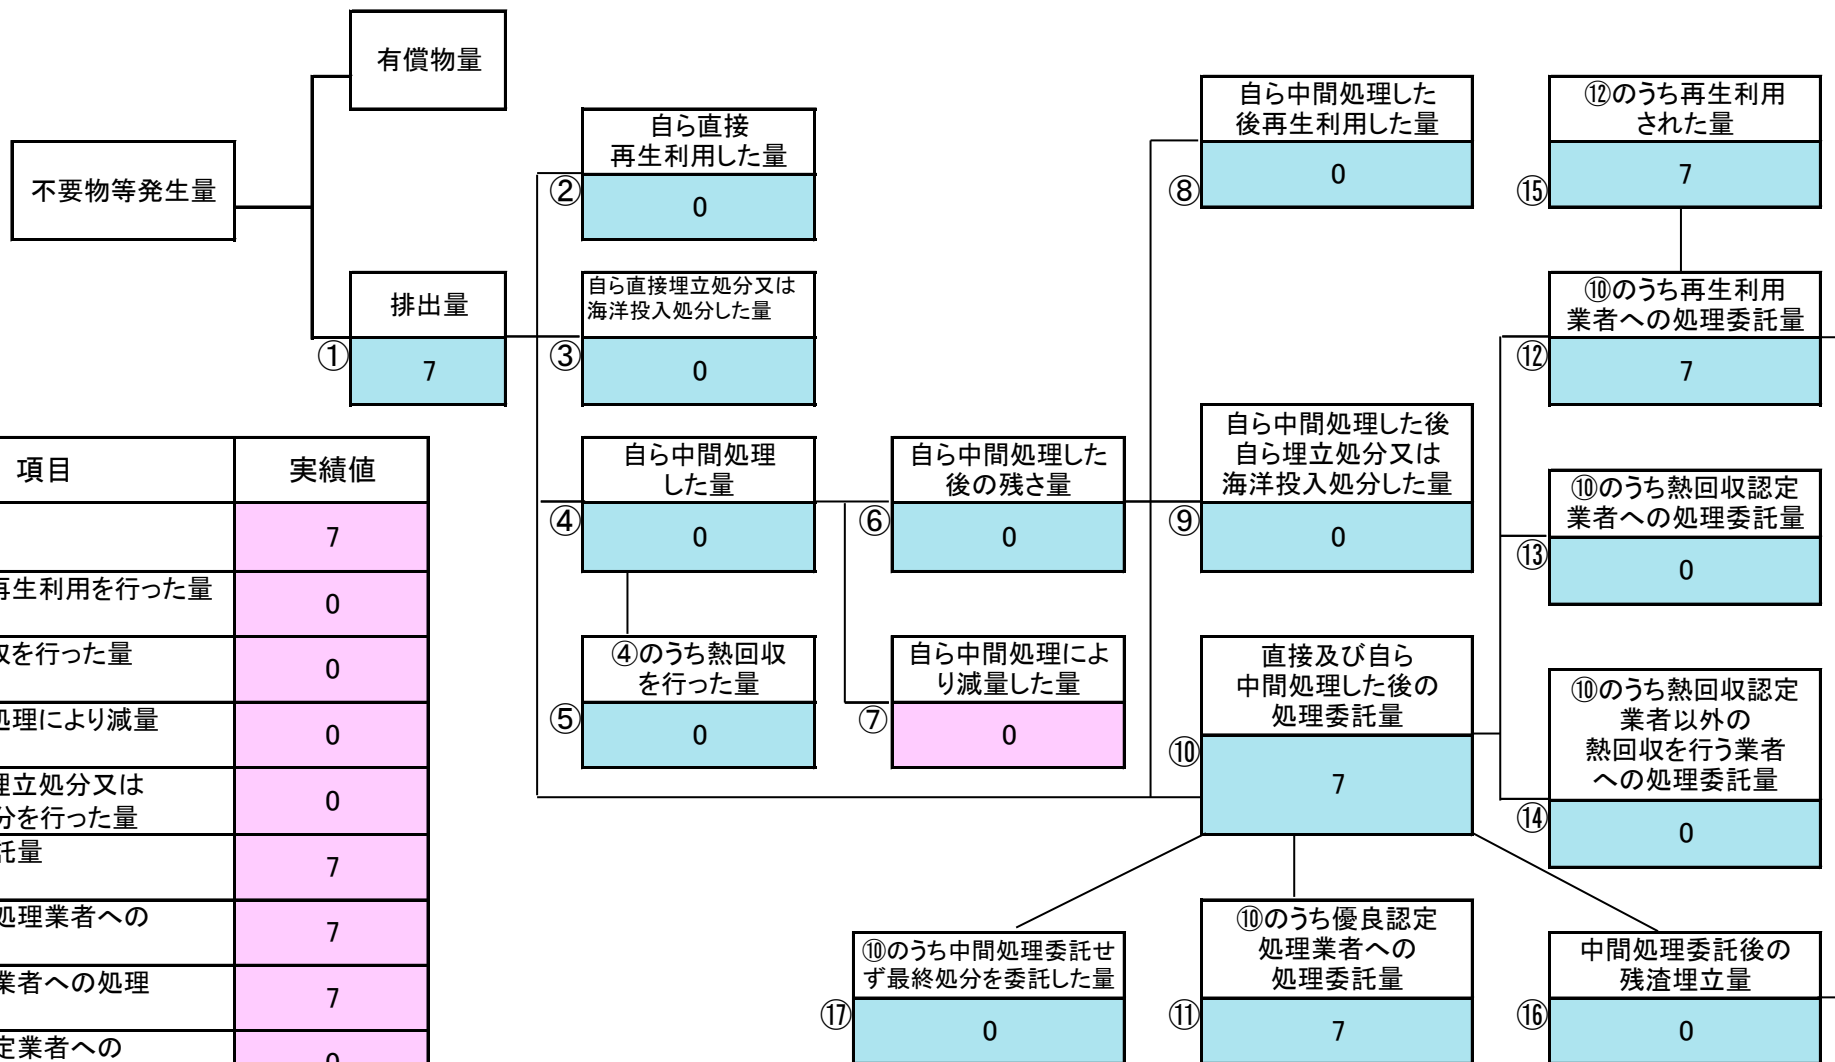 有償物量
不要物等発生量
排出量
①
7
自ら直接
再生利用した量
②
0
自ら直接埋立処分又は
海洋投入処分した量
③
0
自ら中間処理
した量
④
0
④のうち熱回収
を行った量
⑤
0
自ら中間処理した
後の残さ量
⑥
0
自ら中間処理によ
り減量した量
⑦
0
自ら中間処理した
後再生利用した量
⑧
0
自ら中間処理した後
自ら埋立処分又は
海洋投入処分した量
⑨
0
直接及び自ら
中間処理した後の
処理委託量
⑩
7
⑩のうち優良認定
処理業者への
処理委託量
⑪
7
⑫のうち再生利用
された量
⑮
7
⑩のうち再生利用
業者への処理委託量
⑫
7
⑩のうち熱回収認定
業者への処理委託量
⑬
0
⑩のうち熱回収認定
業者以外の
熱回収を行う業者
への処理委託量
⑭
0
中間処理委託後の
残渣埋立量
⑯
0
⑩のうち中間処理委託せ
ず最終処分を委託した量
⑰
0
項目 実績値
7
再生利用を行った量
0
を行った量
0
処理により減量
0
埋立処分又は
分を行った量
0
託量
7
処理業者への
7
業者への処理
7
定業者への
0